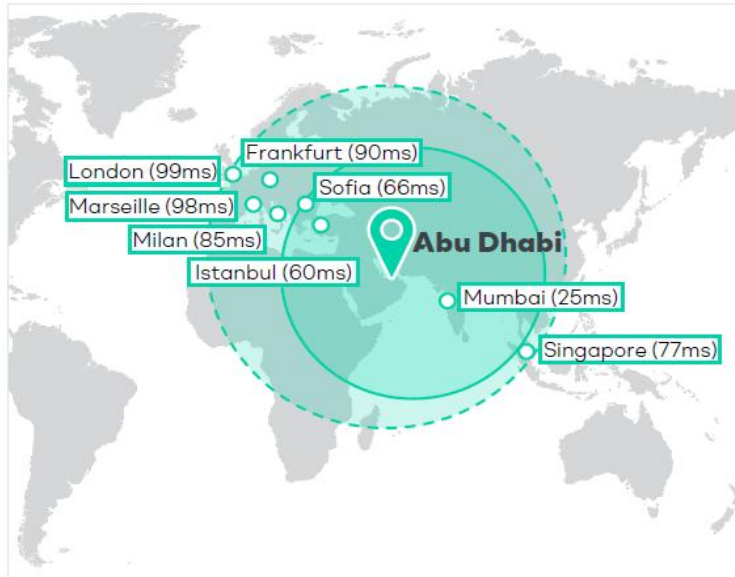 Frankfurt (90ms)
London (99ms)
Sofia (66ms)
Marseille (98ms)
Milan (85ms)
Abu Dhabi
Istanbul (60ms)
Mumbai (25ms)
Singapore (77ms)